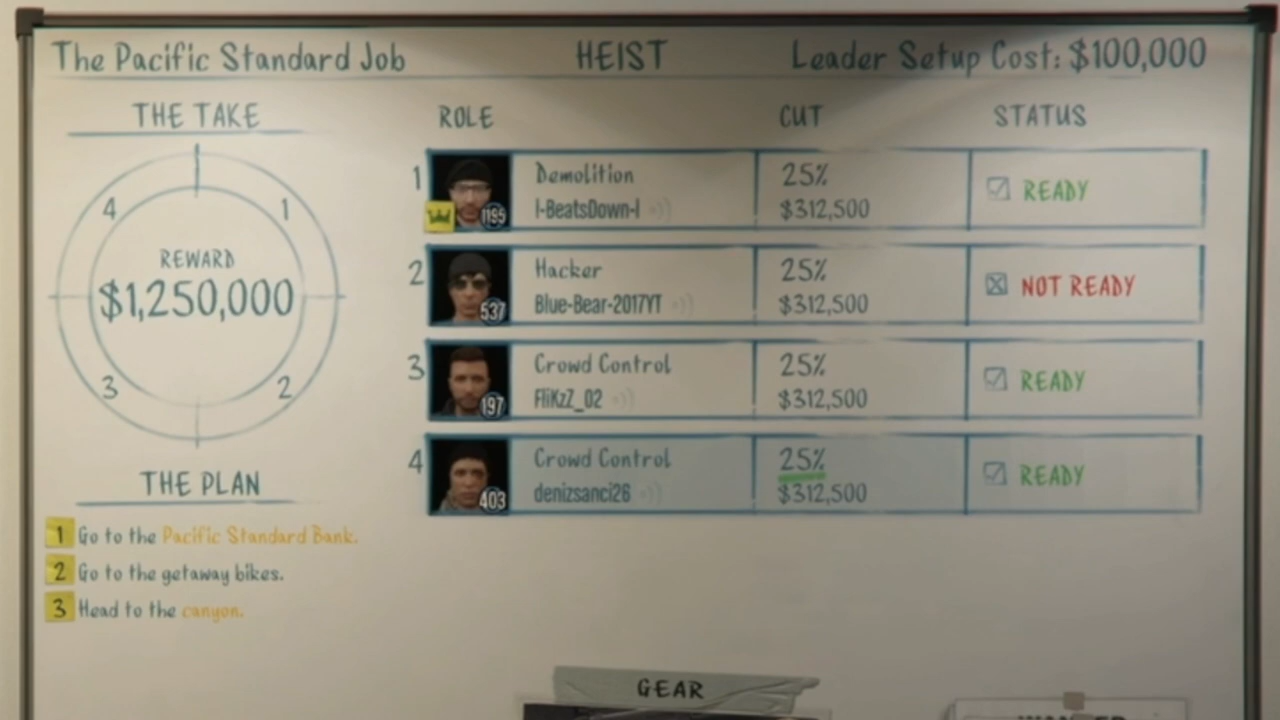 The Pacific Standard Job HEIST Leader Setup Cost: $100,000
THE TAKE
4 1
REWARD
$1,250,000
3 2
THE PLAN
1 Go to the Pacific Standard Bank.
2 Go to the getaway bikes.
3 Head to the canyon.
ROLE CUT STATUS
1 Demolition 25% READY
1195 I-BeatsDown-I $312,500
2 Hacker 25% NOT READY
537 Blue-Bear-2017YT $312,500
3 Crowd Control 25% READY
197 FliKzZ_02 $312,500
4 Crowd Control 25% READY
403 denizsanci26 $312,500
GEAR